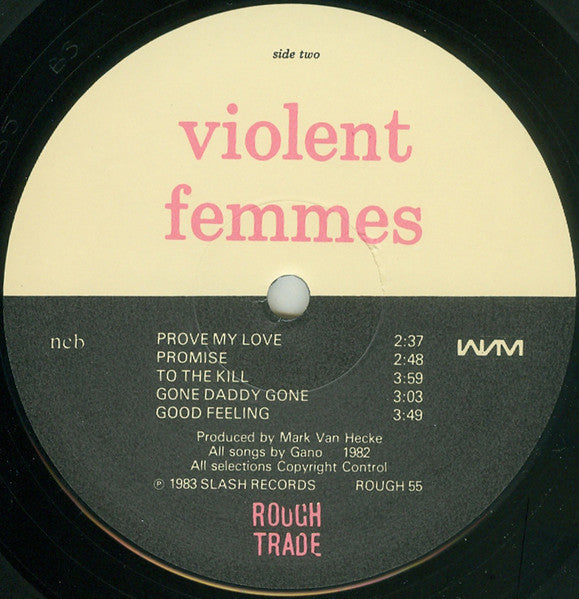 side two
violent
femmes
ncb
PROVE MY LOVE 2:37
PROMISE 2:48
TO THE KILL 3:59
GONE DADDY GONE 3:03
GOOD FEELING 3:49
Produced by Mark Van Hecke
All songs by Gano 1982
All selections Copyright Control
℗ 1983 SLASH RECORDS ROUGH 55
ROUGH
TRADE